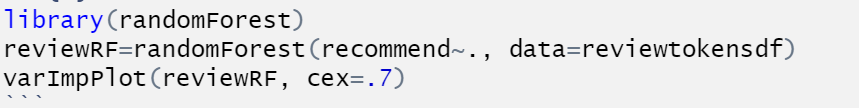 library(randomForest)
reviewRF=randomForest(recommend~., data=reviewtokensdf)
varImpPlot(reviewRF, cex=.7)
```